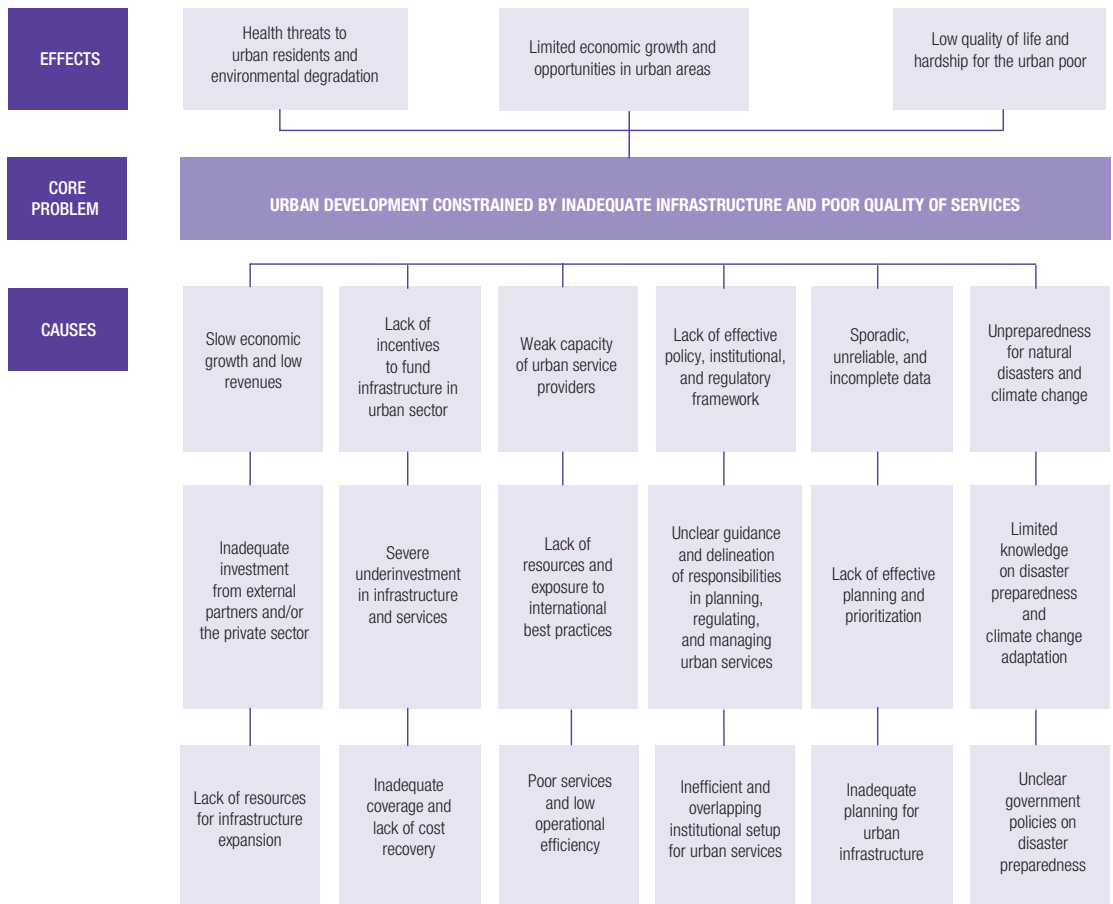 EFFECTS
Health threats to
urban residents and
environmental degradation
Limited economic growth and
opportunities in urban areas
Low quality of life and
hardship for the urban poor
CORE
PROBLEM
URBAN DEVELOPMENT CONSTRAINED BY INADEQUATE INFRASTRUCTURE AND POOR QUALITY OF SERVICES
CAUSES
Slow economic
growth and low
revenues
Lack of
incentives
to fund
infrastructure in
urban sector
Weak capacity
of urban service
providers
Lack of effective
policy, institutional,
and regulatory
framework
Sporadic,
unreliable, and
incomplete data
Unpreparedness
for natural
disasters and
climate change
Inadequate
investment
from external
partners and/or
the private sector
Severe
underinvestment
in infrastructure
and services
Lack of
resources and
exposure to
international
best practices
Unclear guidance
and delineation
of responsibilities
in planning,
regulating,
and managing
urban services
Lack of effective
planning and
prioritization
Limited
knowledge
on disaster
preparedness
and
climate change
adaptation
Lack of resources
for infrastructure
expansion
Inadequate
coverage and
lack of cost
recovery
Poor services
and low
operational
efficiency
Inefficient and
overlapping
institutional setup
for urban services
Inadequate
planning for
urban
infrastructure
Unclear
government
policies on
disaster
preparedness